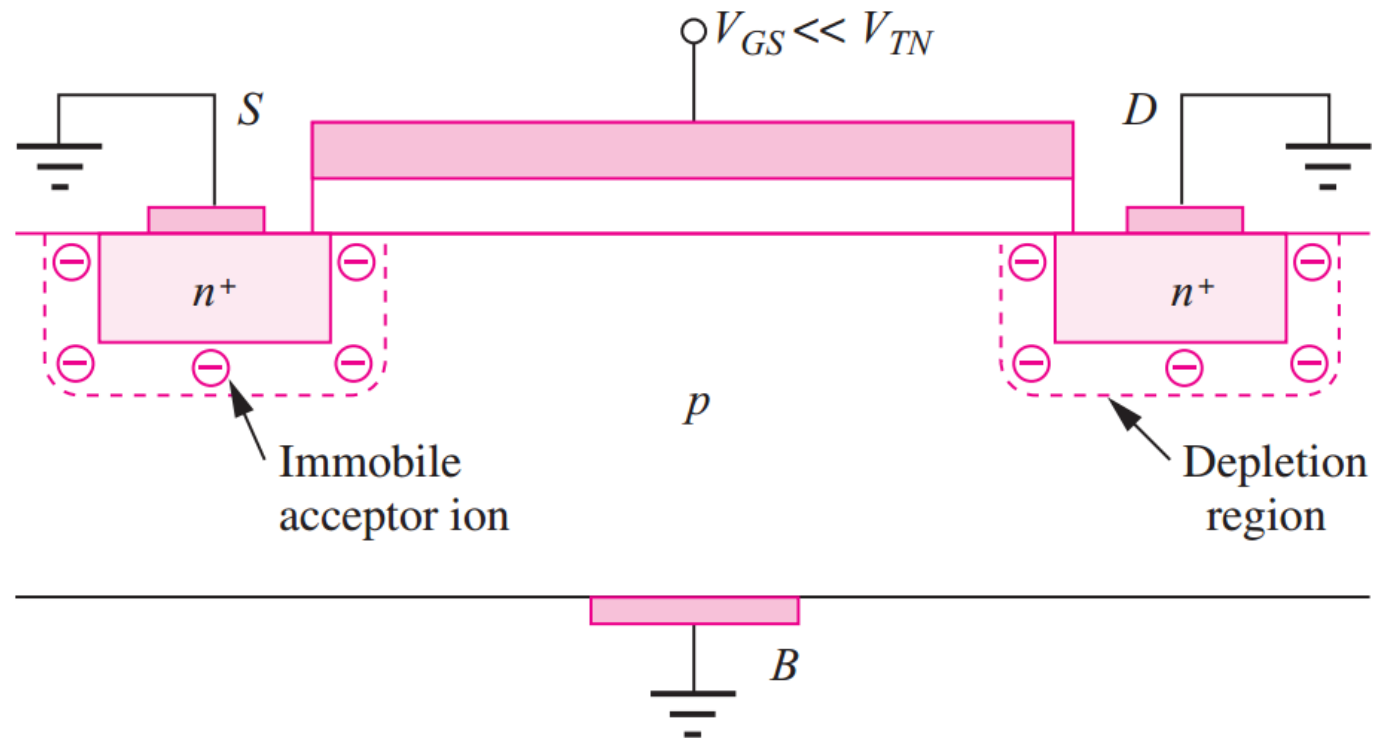 V_GS << V_TN
S
D
n⁺
n⁺
p
Immobile
acceptor ion
Depletion
region
B